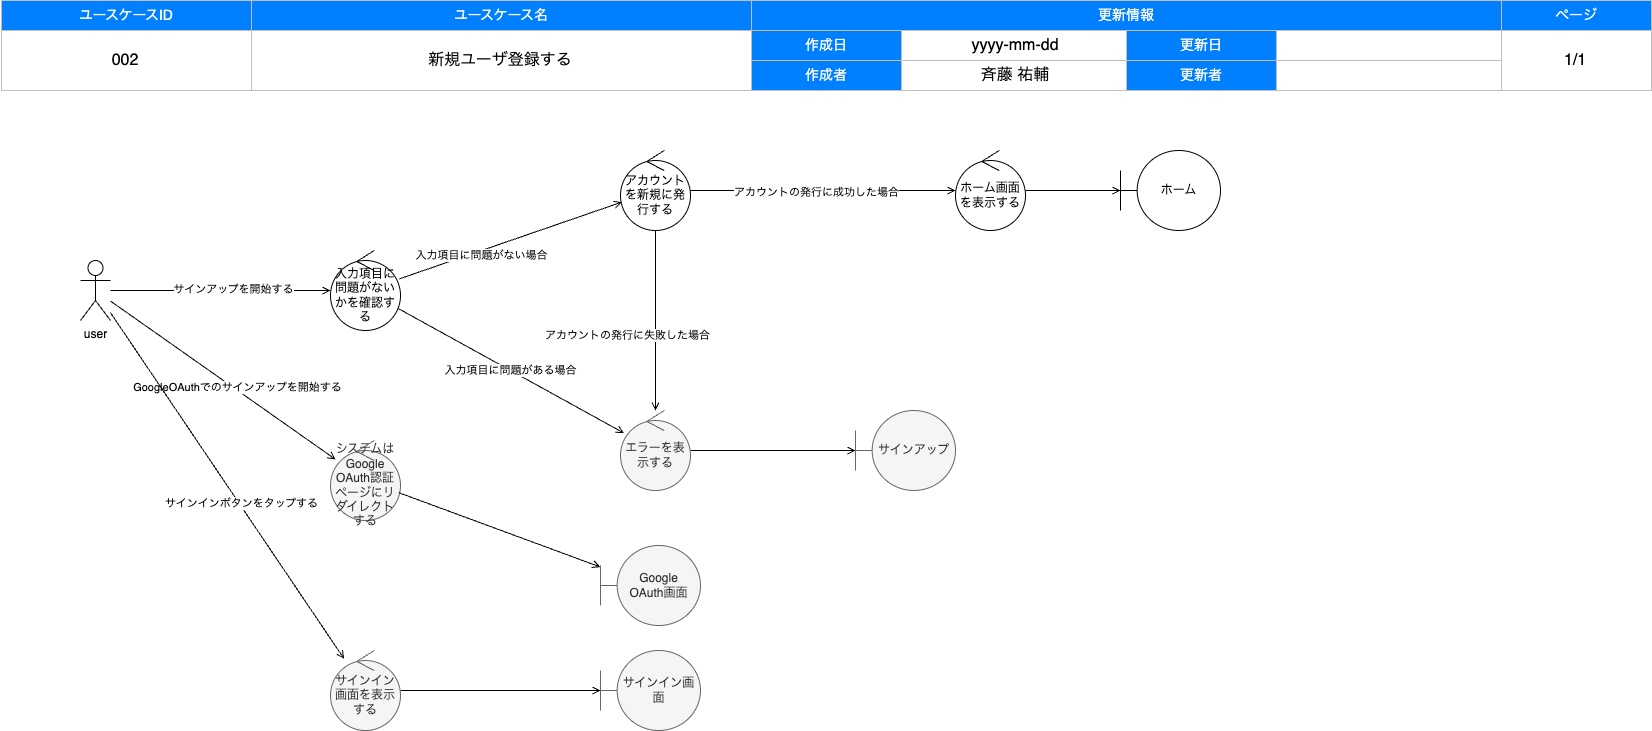 ユースケースID
ユースケース名
更新情報
ページ
002
新規ユーザ登録する
作成日
yyyy-mm-dd
更新日
1/1
作成者
斉藤 祐輔
更新者
アカウント
を新規に発
行する
アカウントの発行に成功した場合
ホーム画面
を表示する
ホーム
入力項目に問題がない場合
サインアップを開始する
入力項目に
問題がない
かを確認す
る
user
アカウントの発行に失敗した場合
入力項目に問題がある場合
GoogleOAuthでのサインアップを開始する
エラーを表
示する
サインアップ
システムは
Google
OAuth認証
ページにリ
ダイレクト
する
サインインボタンをタップする
Google
OAuth画面
サインイン
画面を表示
する
サインイン画
面